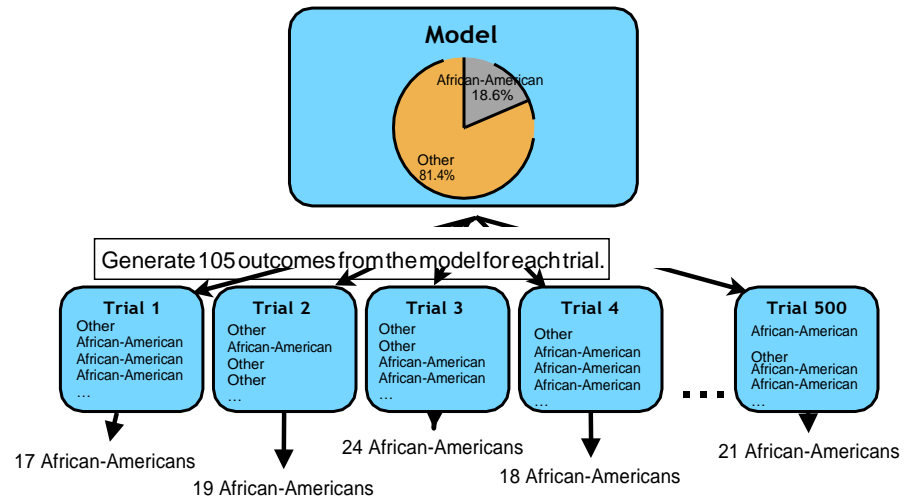 Model
African-American
18.6%
Other
81.4%
Generate 105 outcomes from the model for each trial.
Trial 1
Other
African-American
African-American
African-American
...
17 African-Americans
Trial 2
Other
African-American
Other
Other
...
19 African-Americans
Trial 3
Other
Other
African-American
African-American
...
24 African-Americans
Trial 4
Other
African-American
African-American
African-American
...
18 African-Americans
...
Trial 500
African-American
Other
African-American
African-American
...
21 African-Americans